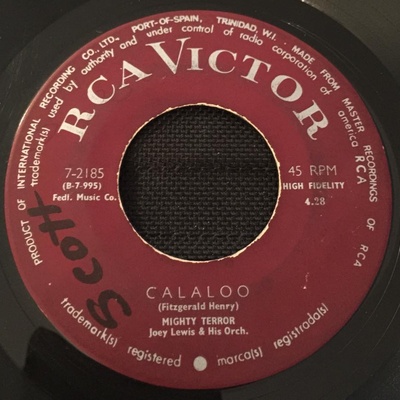 PRODUCT OF INTERNATIONAL RECORDING CO., LTD., PORT-OF-SPAIN, TRINIDAD, W.I. . MADE FROM MASTER RECORDINGS OF RCA
trademark(s) used by authority and under control of radio corporation of america RCA
RCA VICTOR
7-2185
(B-7-995)
Fedl. Music Co.
45 RPM
HIGH FIDELITY
4.28
Scott
CALALOO
(Fitzgerald Henry)
MIGHTY TERROR
Joey Lewis & His Orch.
trademark(s) registered marca(s) registrada(s)